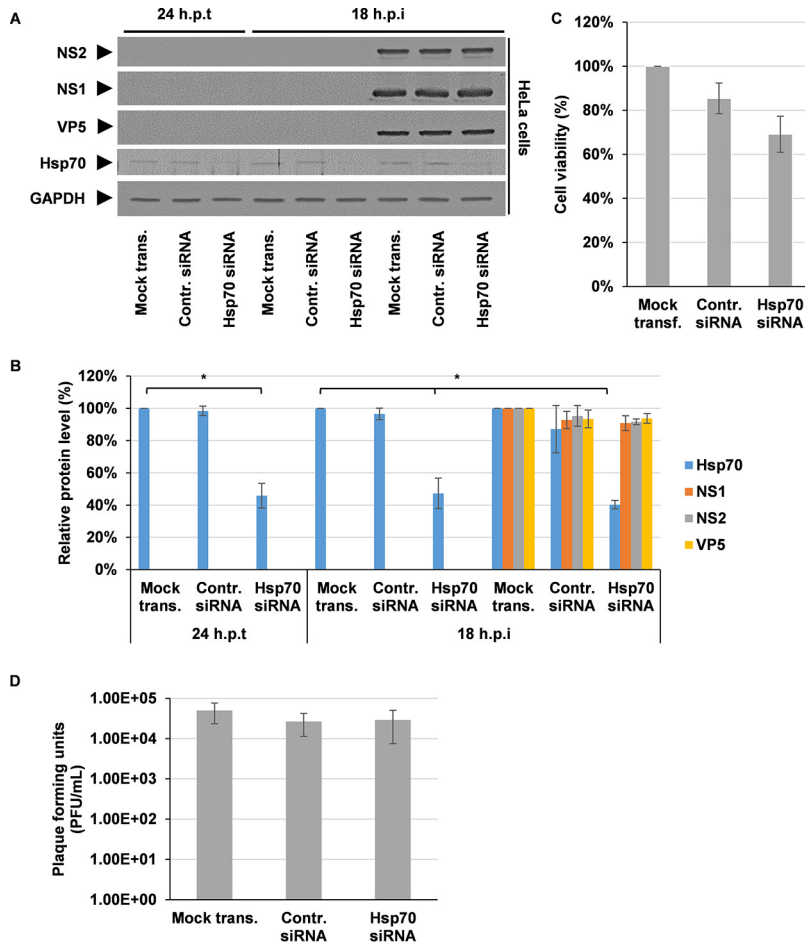 A
24 h.p.t
18 h.p.i
NS2
NS1
VP5
Hsp70
GAPDH
HeLa cells
Mock trans.
Contr. siRNA
Hsp70 siRNA
Mock trans.
Contr. siRNA
Hsp70 siRNA
Mock trans.
Contr. siRNA
Hsp70 siRNA
C
Cell viability (%)
120%
100%
80%
60%
40%
20%
0%
Mock
transf.
Contr.
siRNA
Hsp70
siRNA
B
Relative protein level (%)
120%
100%
80%
60%
40%
20%
0%
*
*
Mock
trans.
Contr.
siRNA
Hsp70
siRNA
Mock
trans.
Contr.
siRNA
Hsp70
siRNA
Mock
trans.
Contr.
siRNA
Hsp70
siRNA
24 h.p.t
18 h.p.i
Hsp70
NS1
NS2
VP5
D
Plaque forming units
(PFU/mL)
1.00E+05
1.00E+04
1.00E+03
1.00E+02
1.00E+01
1.00E+00
Mock trans.
Contr.
siRNA
Hsp70
siRNA